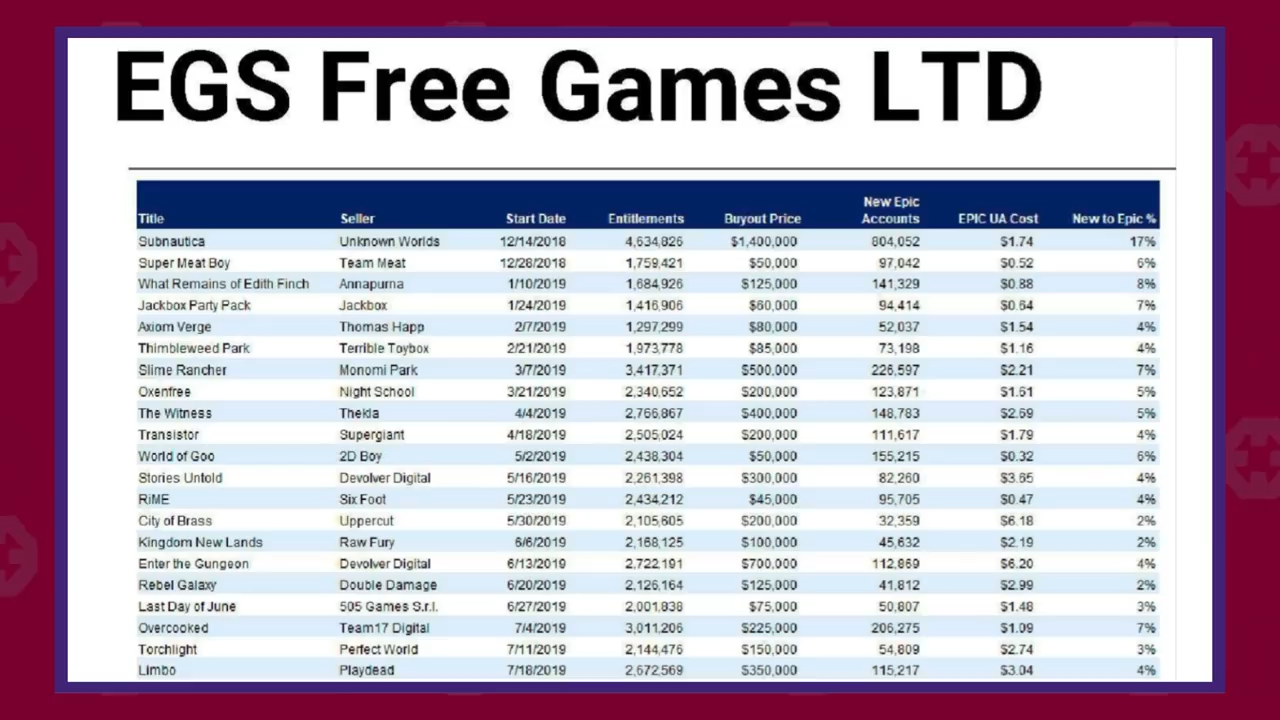 EGS Free Games LTD
Title Seller Start Date Entitlements Buyout Price New Epic Accounts EPIC UA Cost New to Epic %
Subnautica Unknown Worlds 12/14/2018 4,634,826 $1,400,000 804,052 $1.74 17%
Super Meat Boy Team Meat 12/28/2018 1,759,421 $50,000 97,042 $0.52 6%
What Remains of Edith Finch Annapurna 1/10/2019 1,684,926 $125,000 141,329 $0.88 8%
Jackbox Party Pack Jackbox 1/24/2019 1,416,906 $60,000 94,414 $0.64 7%
Axiom Verge Thomas Happ 2/7/2019 1,297,299 $80,000 52,037 $1.54 4%
Thimbleweed Park Terrible Toybox 2/21/2019 1,973,778 $85,000 73,198 $1.16 4%
Slime Rancher Monomi Park 3/7/2019 3,417,371 $500,000 226,597 $2.21 7%
Oxenfree Night School 3/21/2019 2,340,652 $200,000 123,871 $1.61 5%
The Witness Thekla 4/4/2019 2,766,867 $400,000 148,783 $2.69 5%
Transistor Supergiant 4/18/2019 2,505,024 $200,000 111,617 $1.79 4%
World of Goo 2D Boy 5/2/2019 2,438,304 $50,000 155,215 $0.32 6%
Stories Untold Devolver Digital 5/16/2019 2,261,398 $300,000 82,260 $3.65 4%
RiME Six Foot 5/23/2019 2,434,212 $45,000 95,705 $0.47 4%
City of Brass Uppercut 5/30/2019 2,105,605 $200,000 32,359 $6.18 2%
Kingdom New Lands Raw Fury 6/6/2019 2,168,125 $100,000 45,632 $2.19 2%
Enter the Gungeon Devolver Digital 6/13/2019 2,722,191 $700,000 112,869 $6.20 4%
Rebel Galaxy Double Damage 6/20/2019 2,126,164 $125,000 41,812 $2.99 2%
Last Day of June 505 Games S.r.l. 6/27/2019 2,001,838 $75,000 50,807 $1.48 3%
Overcooked Team17 Digital 7/4/2019 3,011,206 $225,000 206,275 $1.09 7%
Torchlight Perfect World 7/11/2019 2,144,476 $150,000 54,809 $2.74 3%
Limbo Playdead 7/18/2019 2,672,569 $350,000 115,217 $3.04 4%